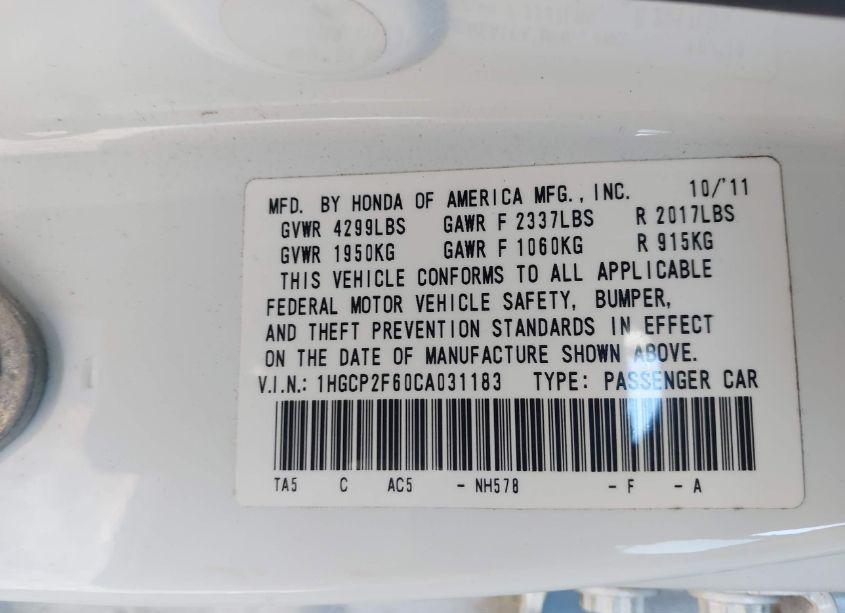 MFD. BY HONDA OF AMERICA MFG., INC. 10/'11
GVWR 4299LBS GAWR F 2337LBS R 2017LBS
GVWR 1950KG GAWR F 1060KG R 915KG
THIS VEHICLE CONFORMS TO ALL APPLICABLE
FEDERAL MOTOR VEHICLE SAFETY, BUMPER,
AND THEFT PREVENTION STANDARDS IN EFFECT
ON THE DATE OF MANUFACTURE SHOWN ABOVE.
V.I.N.: 1HGCP2F60CA031183 TYPE: PASSENGER CAR
TA5 C AC5 - NH578 - F - A